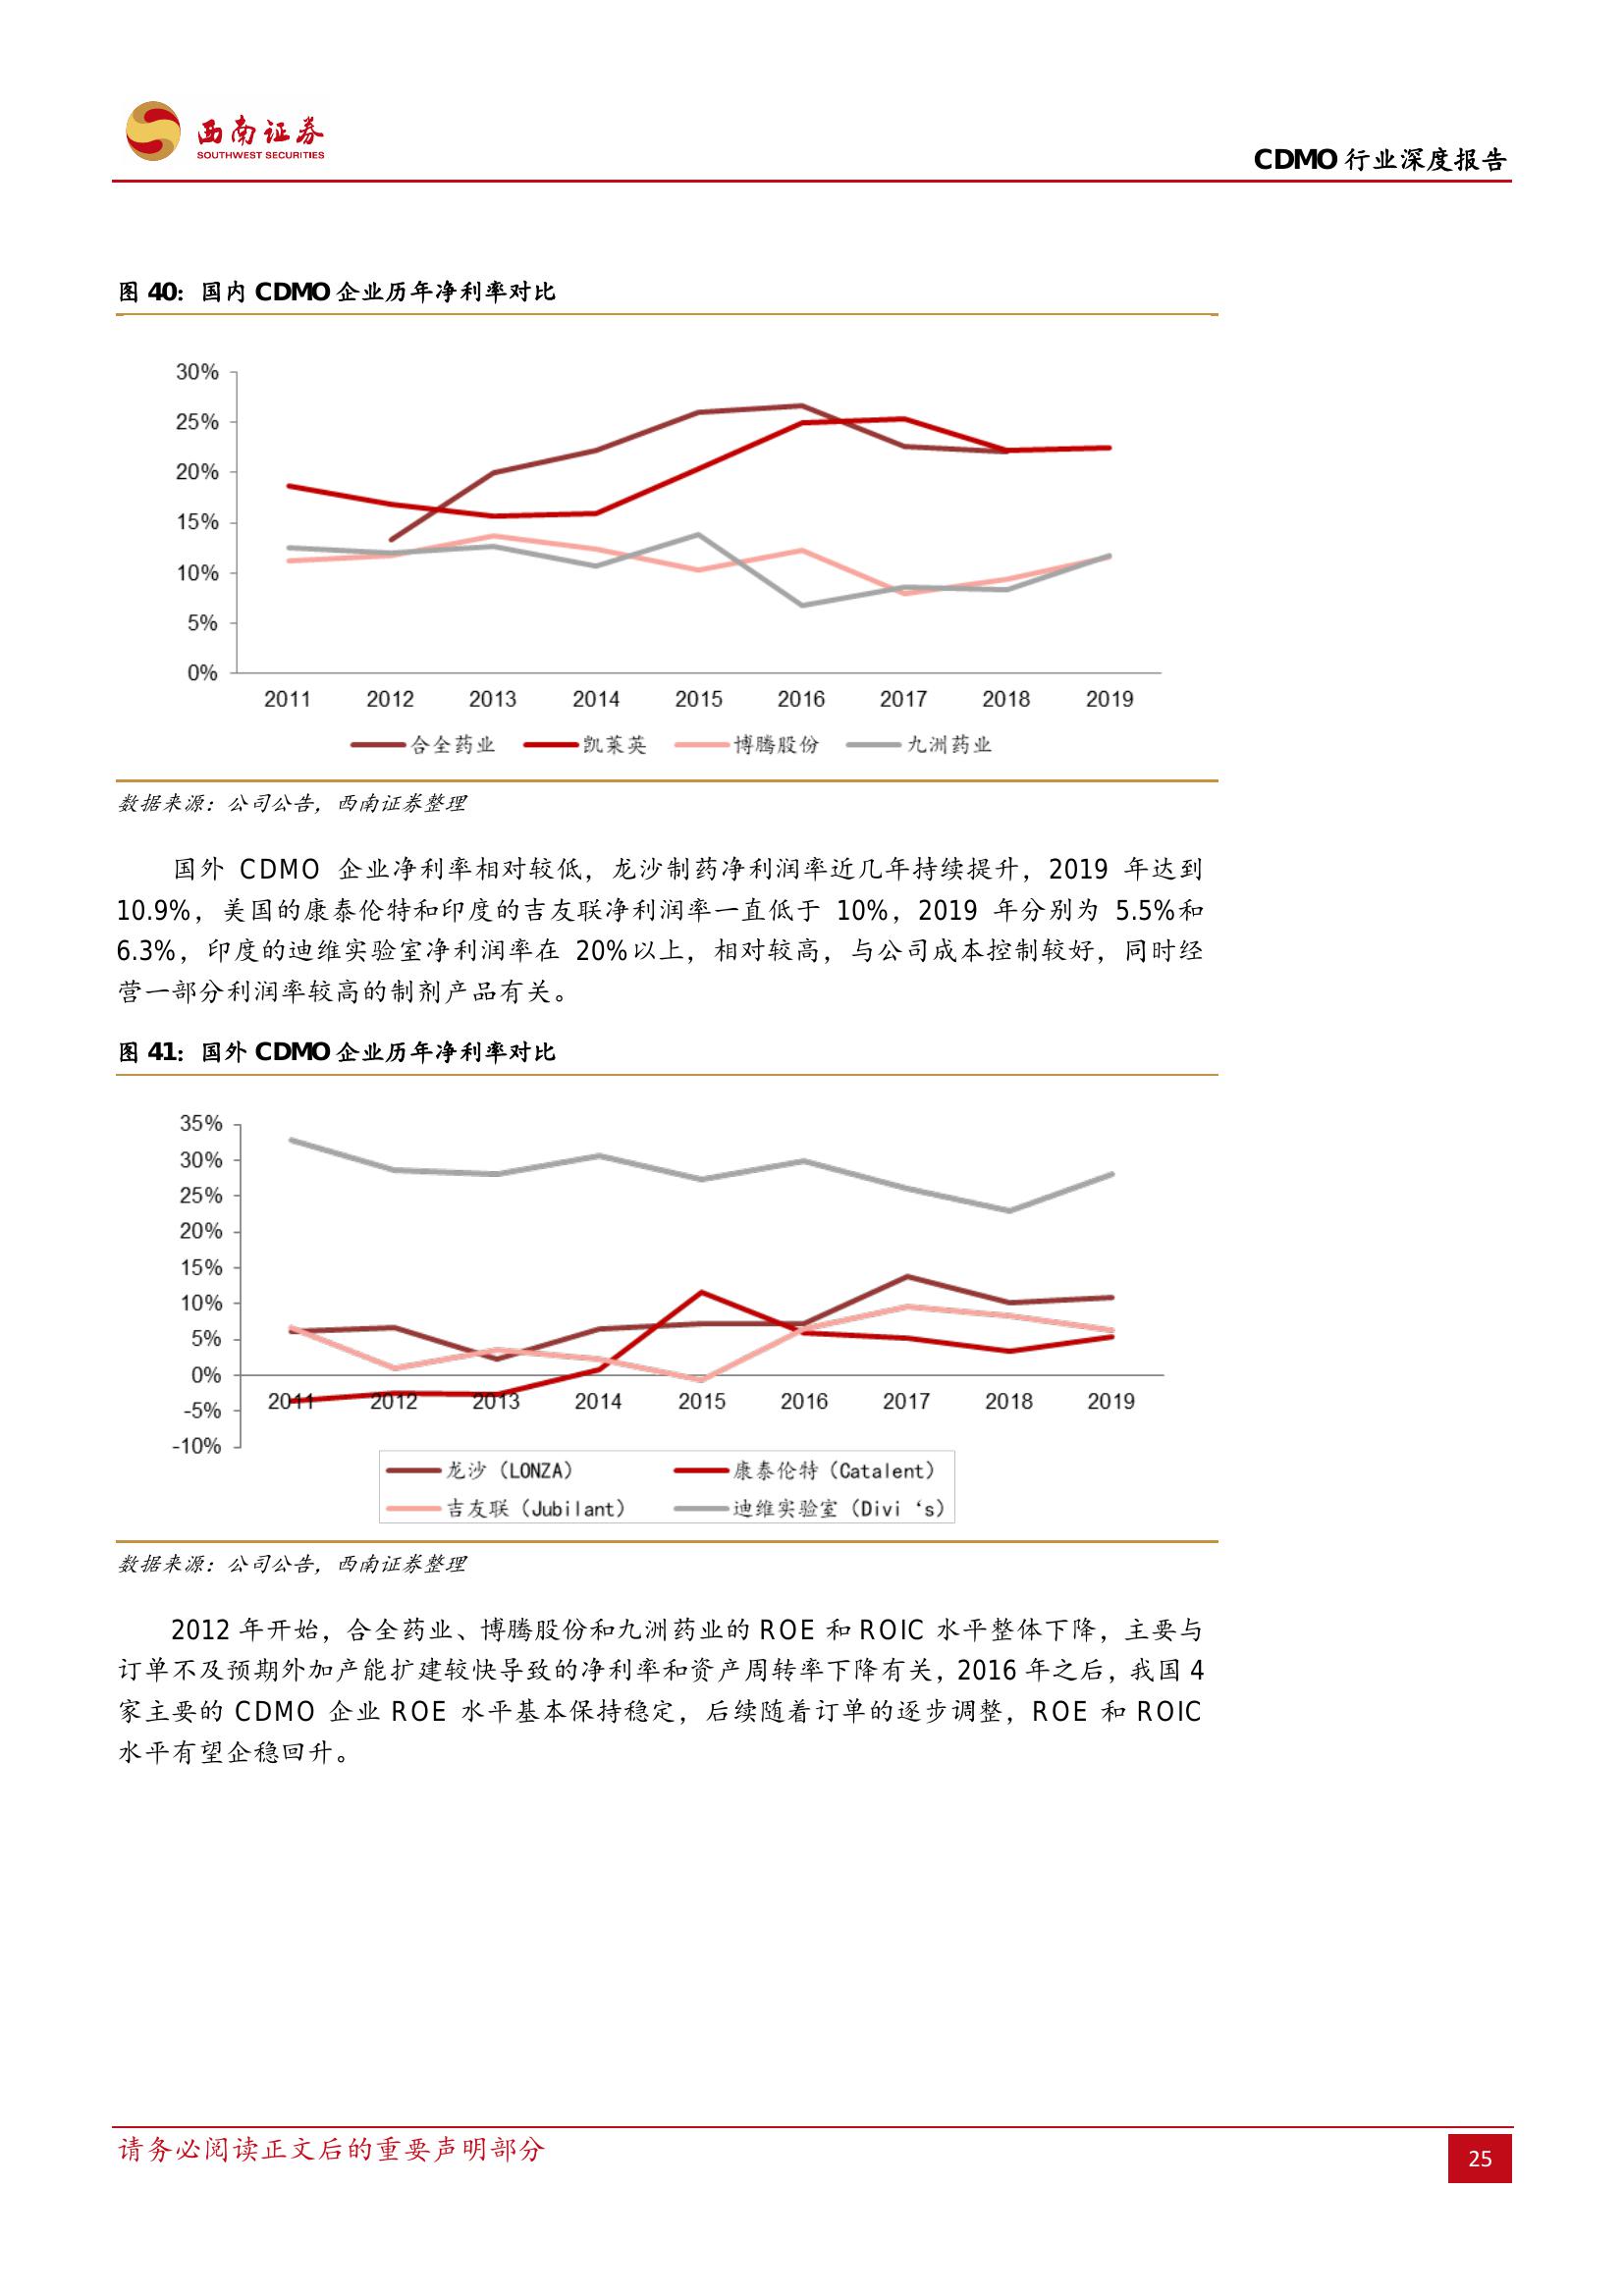 西南证券
SOUTHWEST SECURITIES
CDMO 行业深度报告
图 40：国内 CDMO 企业历年净利率对比
30%
25%
20%
15%
10%
5%
0%
2011 2012 2013 2014 2015 2016 2017 2018 2019
合全药业 凯莱英 博腾股份 九洲药业
数据来源：公司公告，西南证券整理
国外 CDMO 企业净利率相对较低，龙沙制药净利润率近几年持续提升，2019 年达到
10.9%，美国的康泰伦特和印度的吉友联净利润率一直低于 10%，2019 年分别为 5.5%和
6.3%，印度的迪维实验室净利润率在 20%以上，相对较高，与公司成本控制较好，同时经
营一部分利润率较高的制剂产品有关。
图 41：国外 CDMO 企业历年净利率对比
35%
30%
25%
20%
15%
10%
5%
0%
-5%
-10%
2011 2012 2013 2014 2015 2016 2017 2018 2019
龙沙（LONZA） 康泰伦特（Catalent）
吉友联（Jubilant） 迪维实验室（Divi‘s）
数据来源：公司公告，西南证券整理
2012 年开始，合全药业、博腾股份和九洲药业的 ROE 和 ROIC 水平整体下降，主要与
订单不及预期外加产能扩建较快导致的净利率和资产周转率下降有关，2016 年之后，我国 4
家主要的 CDMO 企业 ROE 水平基本保持稳定，后续随着订单的逐步调整，ROE 和 ROIC
水平有望企稳回升。
请务必阅读正文后的重要声明部分
25